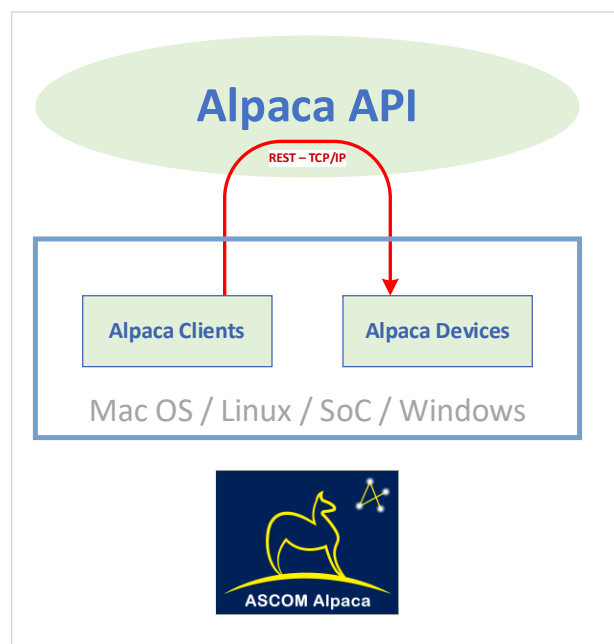 Alpaca API
REST – TCP/IP
Alpaca Clients
Alpaca Devices
Mac OS / Linux / SoC / Windows
ASCOM Alpaca